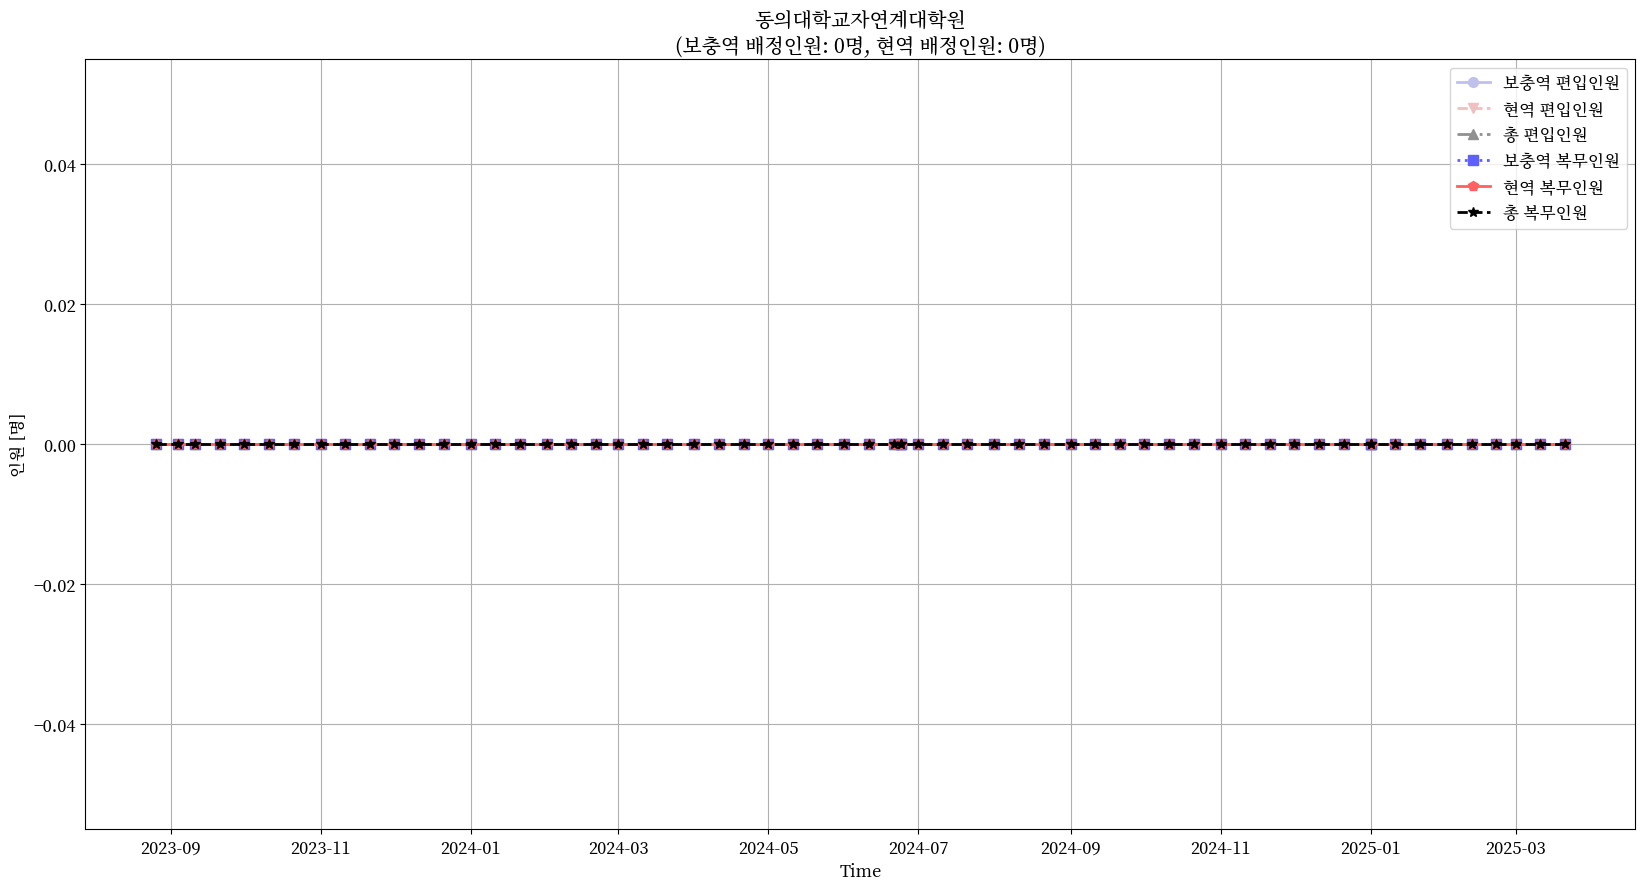 동의대학교자연계대학원
(보충역 배정인원: 0명, 현역 배정인원: 0명)
보충역 편입인원
현역 편입인원
총 편입인원
보충역 복무인원
현역 복무인원
총 복무인원
인원 [명]
0.04
0.02
0.00
−0.02
−0.04
2023-09
2023-11
2024-01
2024-03
2024-05
2024-07
2024-09
2024-11
2025-01
2025-03
Time